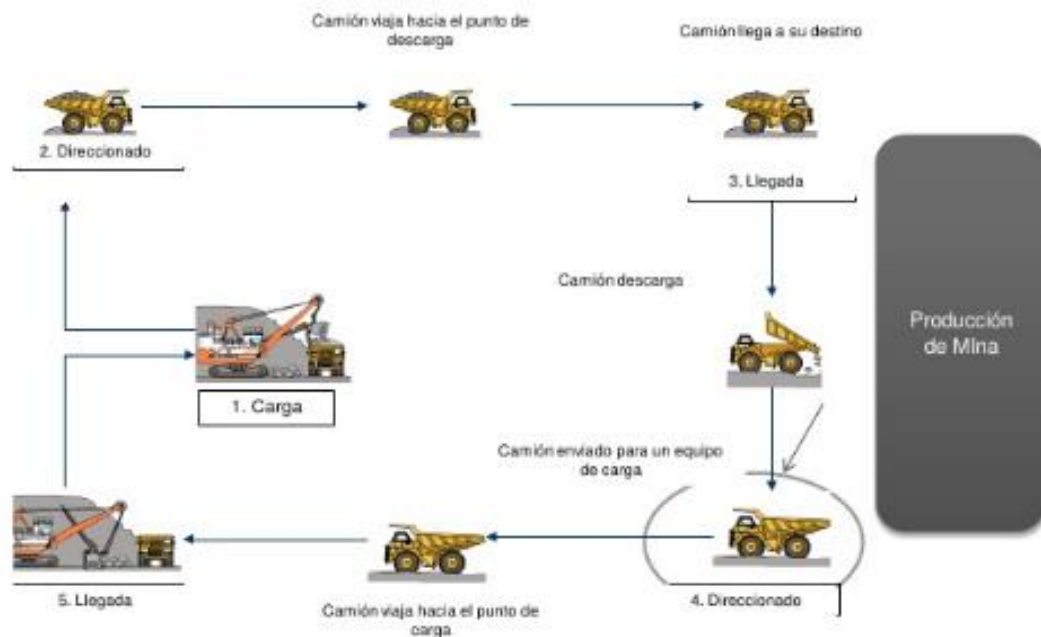 Camión viaja hacia el punto de
descarga
Camión llega a su destino
2. Direccionado
3. Llegada
Camión descarga
Producción
de MIna
1. Carga
Camión enviado para un equipo
de carga
5. Llegada
Camión viaja hacia el punto de
carga
4. Direccionado